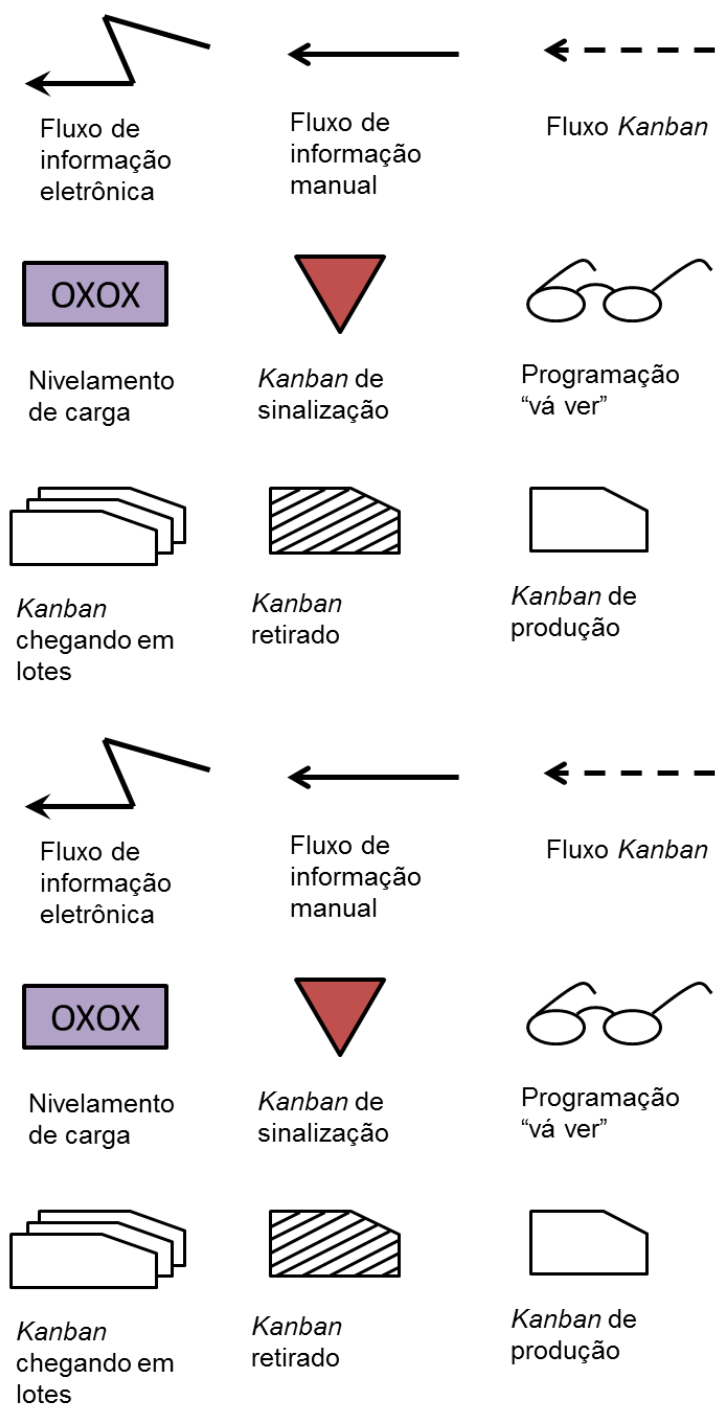 Fluxo de
informação
eletrônica
Fluxo de
informação
manual
Fluxo Kanban
OXOX
Nivelamento
de carga
Kanban de
sinalização
Programação
“vá ver”
Kanban
chegando em
lotes
Kanban
retirado
Kanban de
produção
Fluxo de
informação
eletrônica
Fluxo de
informação
manual
Fluxo Kanban
OXOX
Nivelamento
de carga
Kanban de
sinalização
Programação
“vá ver”
Kanban
chegando em
lotes
Kanban
retirado
Kanban de
produção